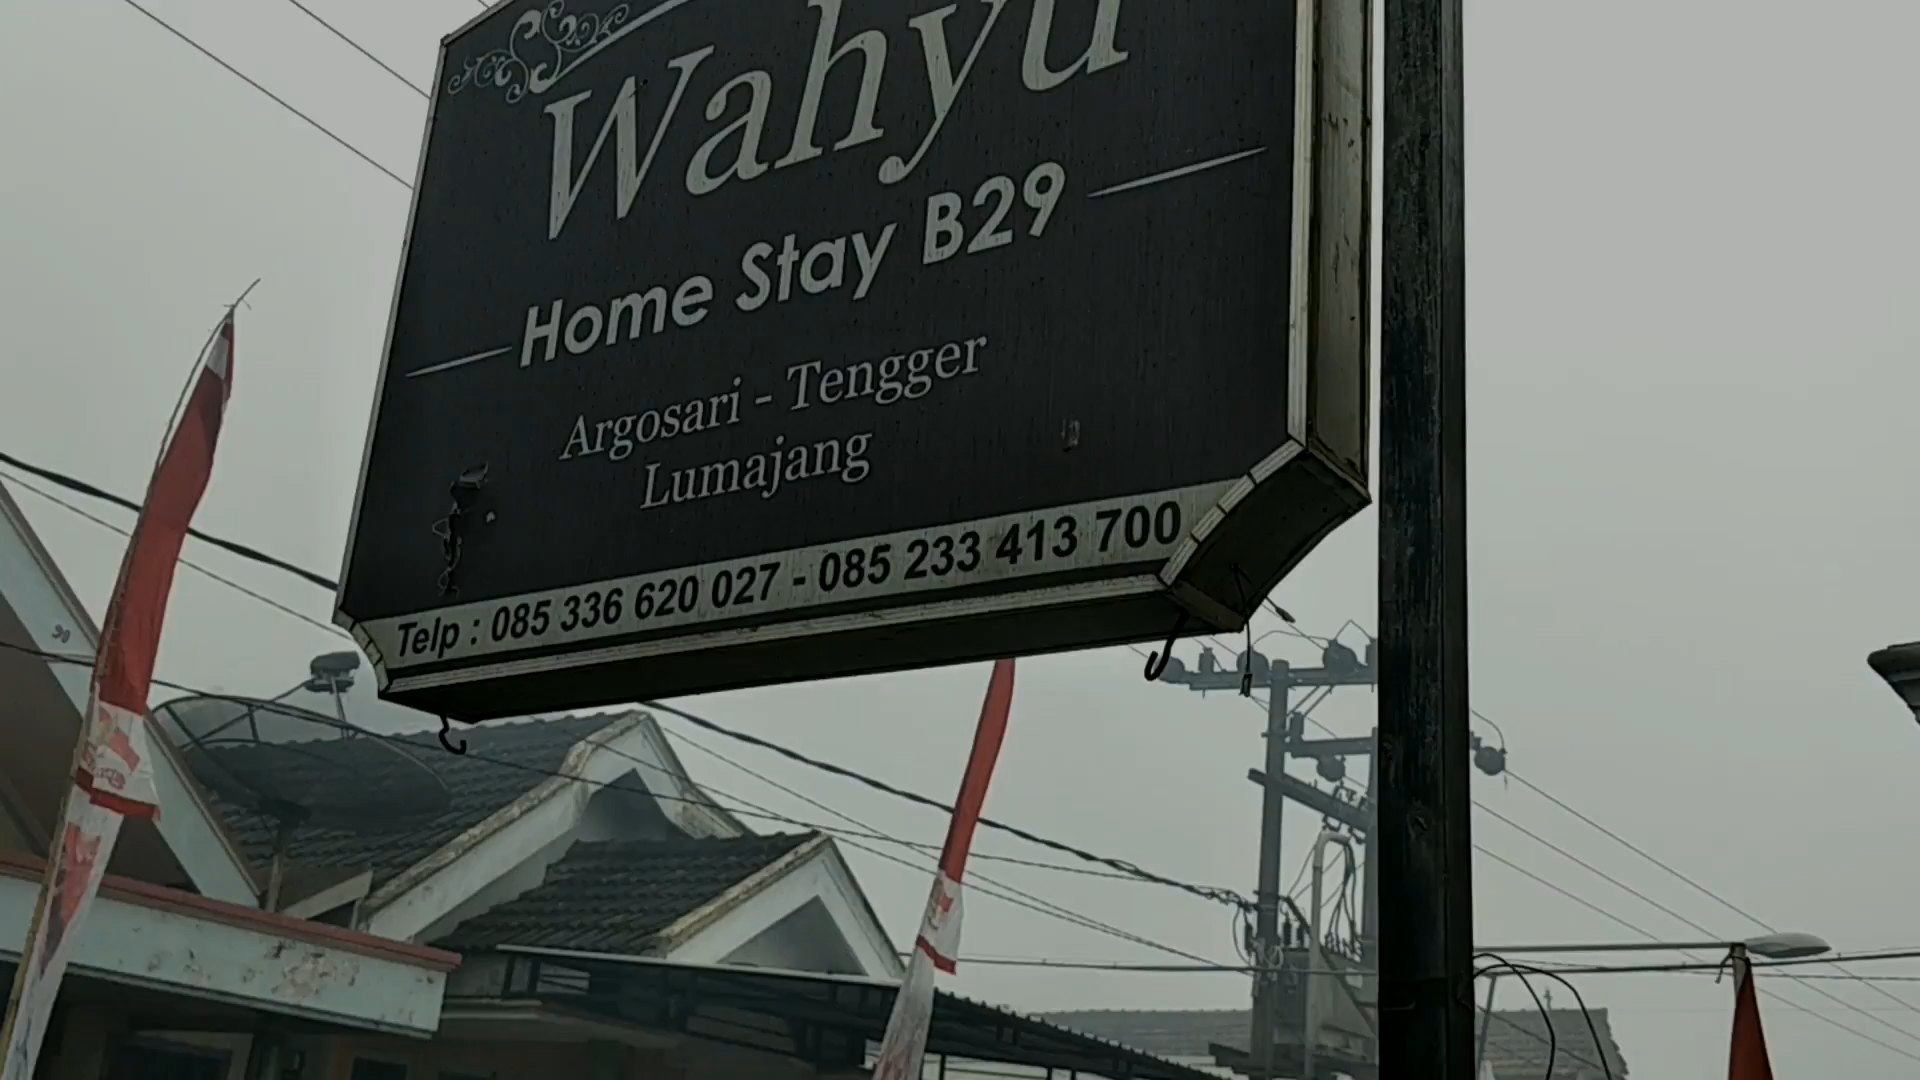 Wahyu
Home Stay B29
Argosari - Tengger
Lumajang
Telp : 085 336 620 027 - 085 233 413 700